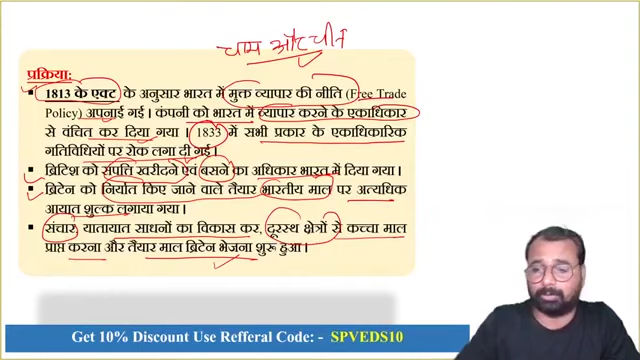 चाय और चीन
प्रक्रिया:
1813 के एक्ट के अनुसार भारत में मुक्त व्यापार की नीति (Free Trade
Policy) अपनाई गई। कंपनी को भारत में व्यापार करने के एकाधिकार
से वंचित कर दिया गया। 1833 में सभी प्रकार के एकाधिकारिक
गतिविधियों पर रोक लगा दी गई।
ब्रिटिश को संपति खरीदने एवं बसने का अधिकार भारत में दिया गया।
ब्रिटेन को निर्यात किए जाने वाले तैयार भारतीय माल पर अत्यधिक
आयात शुल्क लगाया गया।
संचार, यातायात साधनों का विकास कर, दूरस्थ क्षेत्रों से कच्चा माल
प्राप्त करना और तैयार माल ब्रिटेन भेजना शुरू हुआ।
Get 10% Discount Use Refferal Code: - SPVEDS10